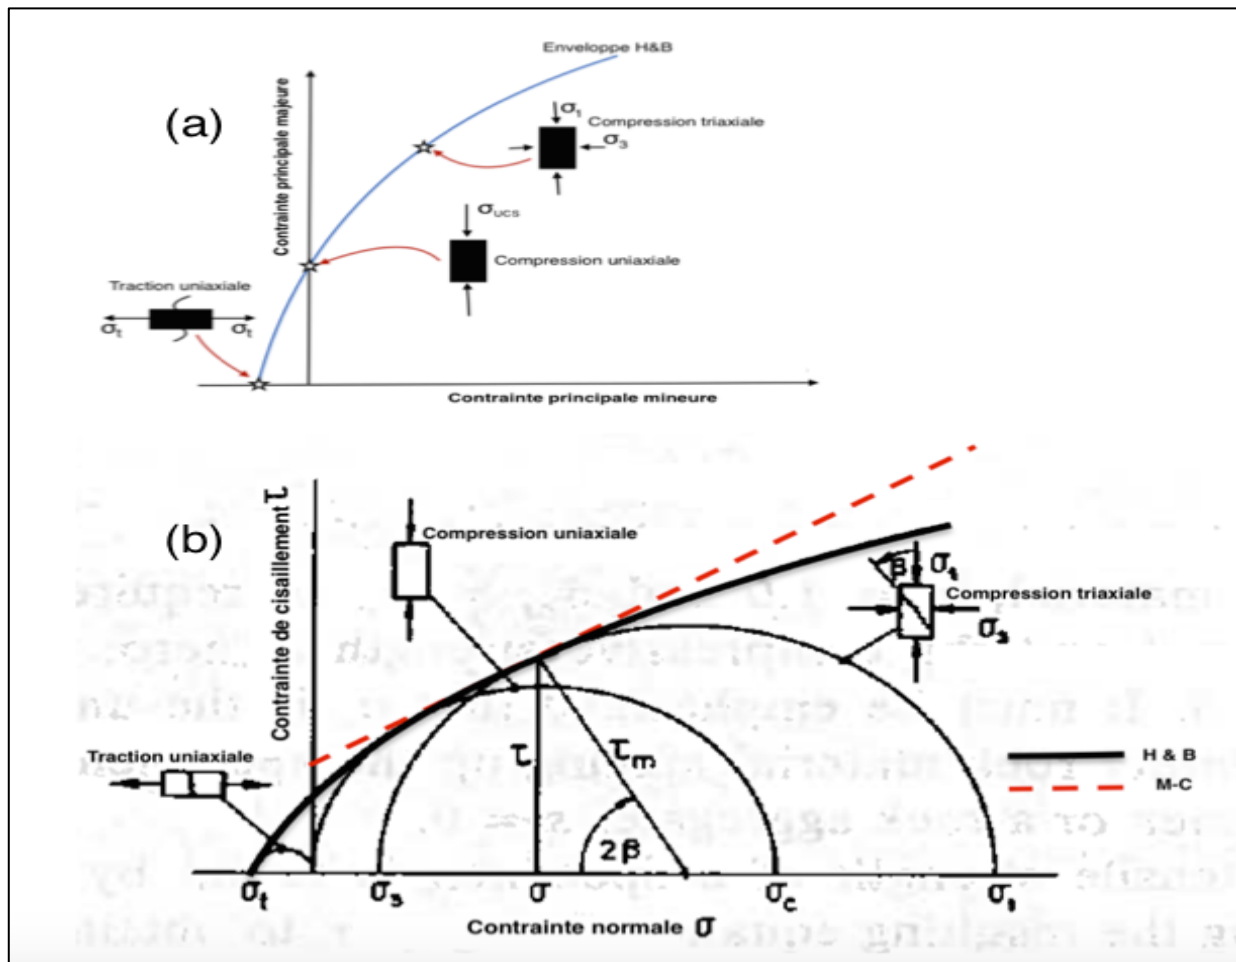 Enveloppe H&B
(a)
Contrainte principale majeure
σ1
Compression triaxiale
σ3
σUCS
Compression uniaxiale
Traction uniaxiale
σt
σt
Contrainte principale mineure
(b)
Contrainte de cisaillement τ
Compression uniaxiale
β
σ1
Compression triaxiale
σ3
Traction uniaxiale
τ
τm
2β
H & B
M-C
σt
σ3
σ
σc
σ1
Contrainte normale σ